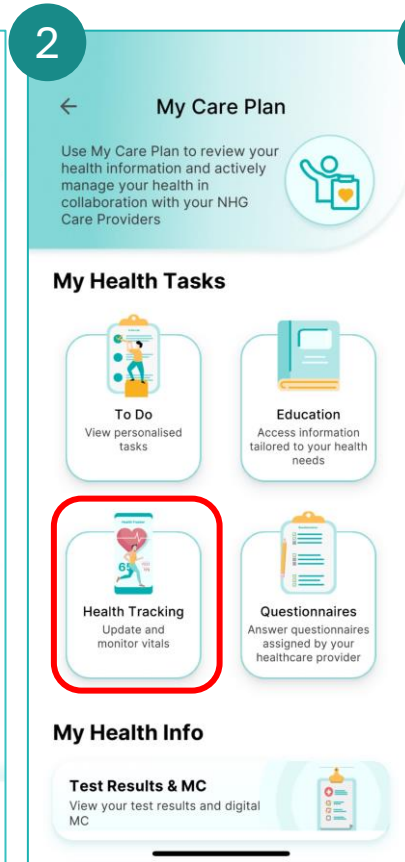 2
My Care Plan
Use My Care Plan to review your
health information and actively
manage your health in
collaboration with your NHG
Care Providers
My Health Tasks
To Do
View personalised
tasks
Education
Access information
tailored to your health
needs
Health Tracking
Update and
monitor vitals
Questionnaires
Answer questionnaires
assigned by your
healthcare provider
My Health Info
Test Results & MC
View your test results and digital
MC